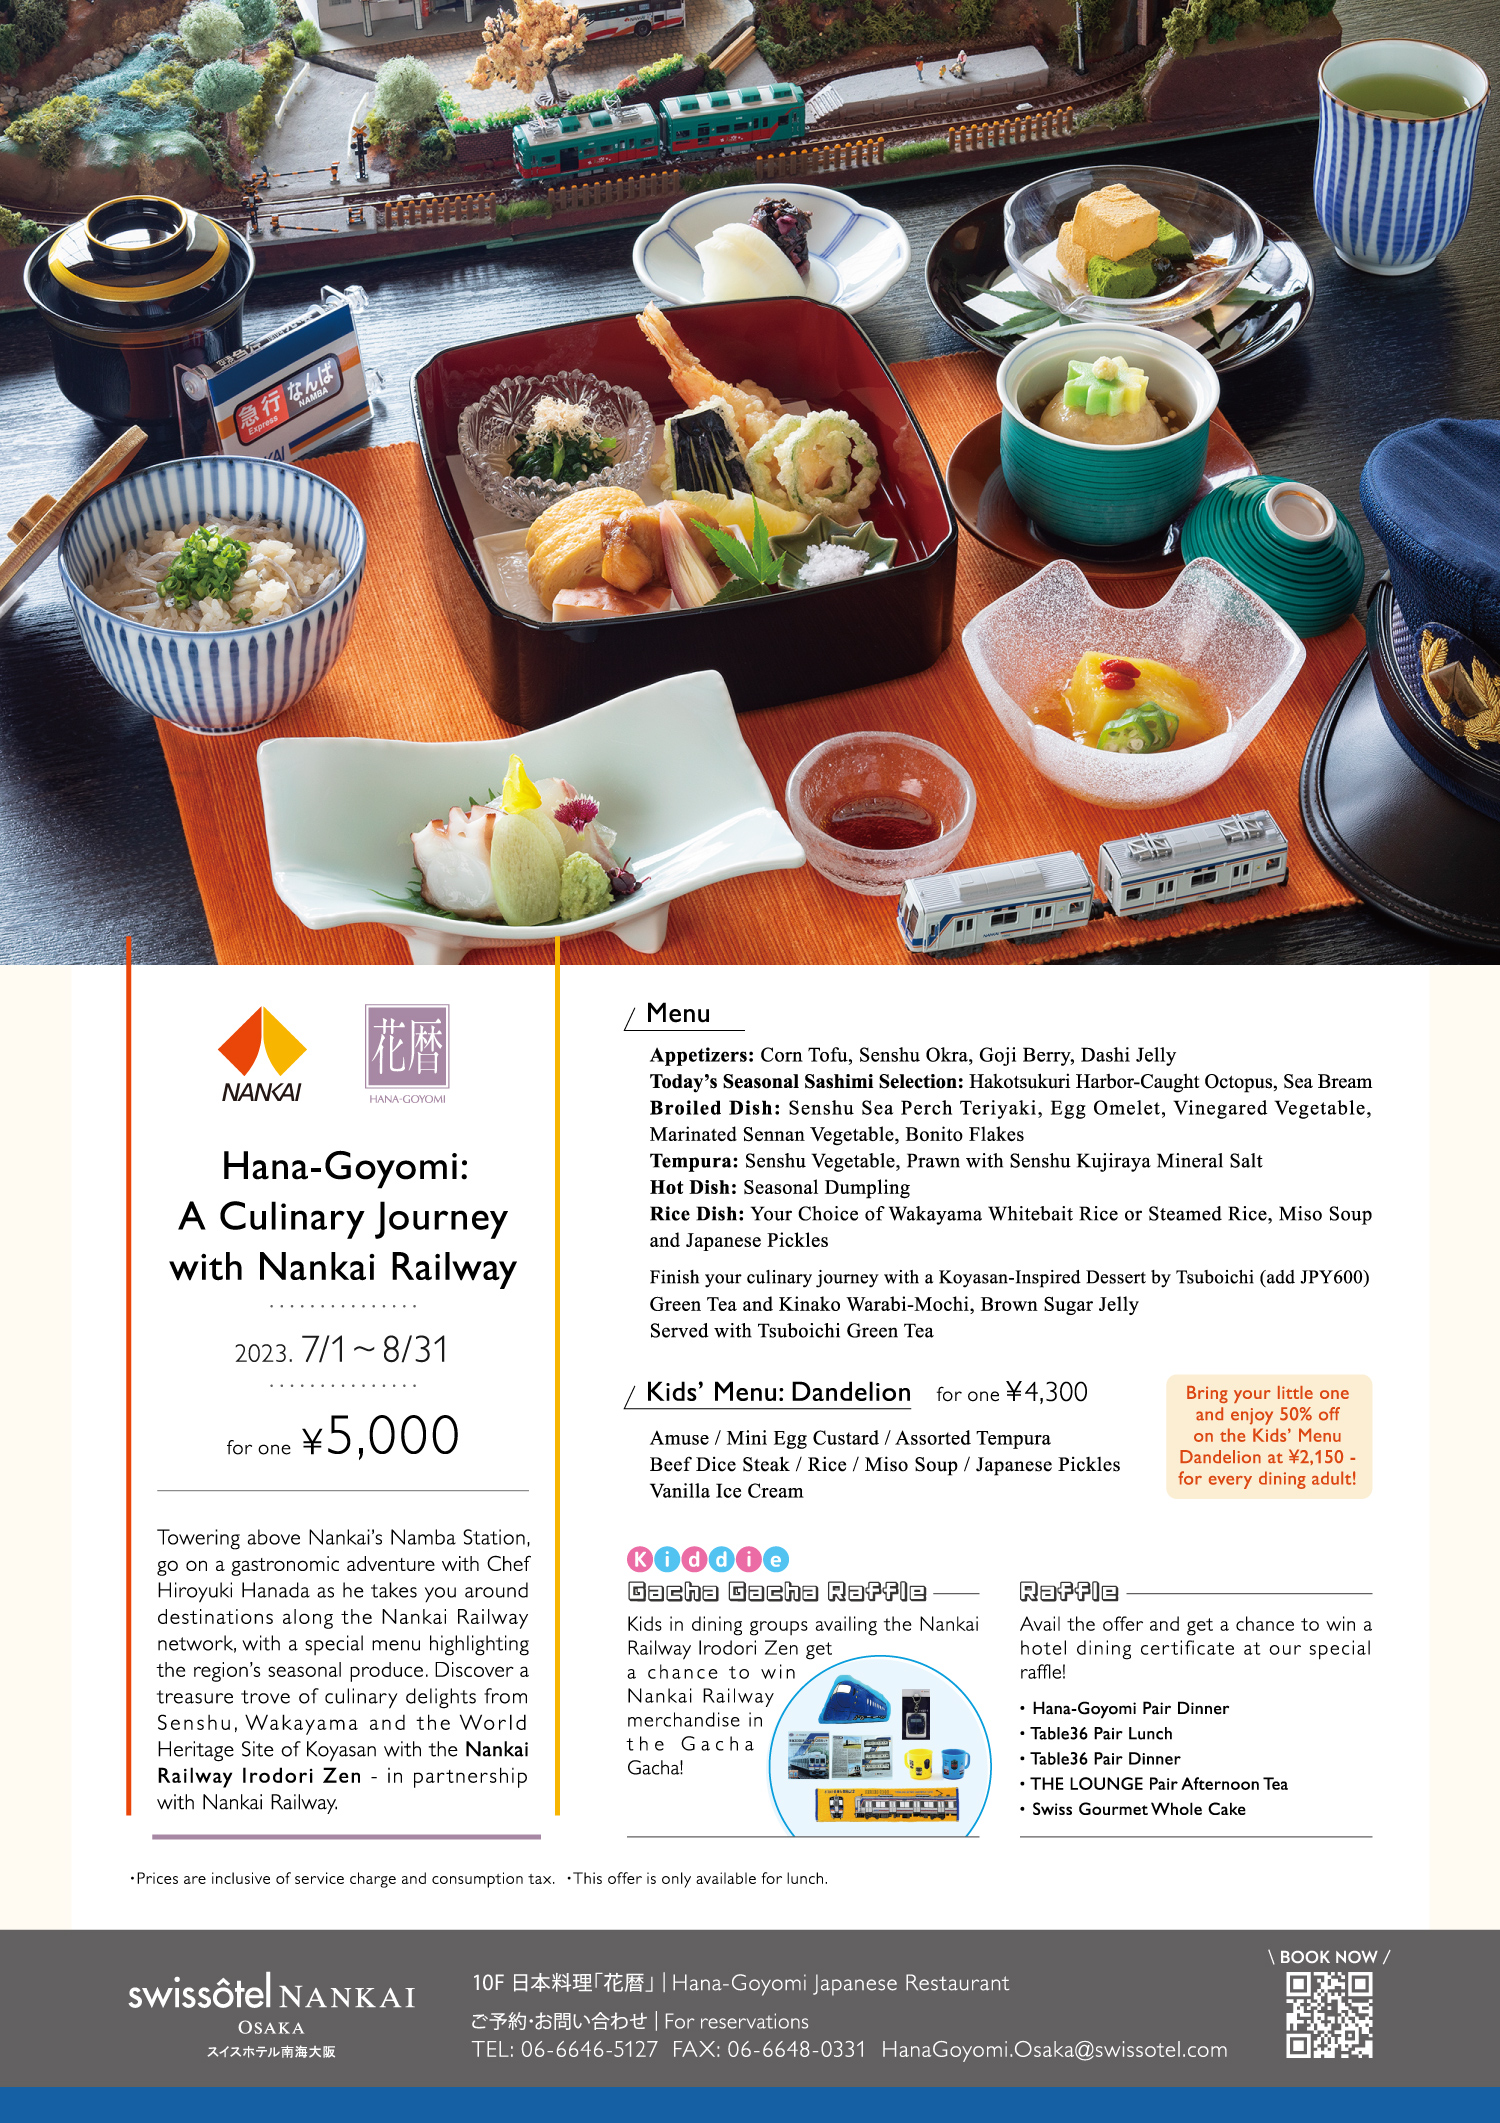 急行
Express
なんば
NAMBA
NANKAI
花暦
HANA-GOYOMI
Hana-Goyomi:
A Culinary Journey
with Nankai Railway
2023. 7/1~8/31
for one ¥5,000
Towering above Nankai's Namba Station,
go on a gastronomic adventure with Chef
Hiroyuki Hanada as he takes you around
destinations along the Nankai Railway
network, with a special menu highlighting
the region's seasonal produce. Discover a
treasure trove of culinary delights from
Senshu, Wakayama and the World
Heritage Site of Koyasan with the Nankai
Railway Irodori Zen - in partnership
with Nankai Railway.
Menu
Appetizers: Corn Tofu, Senshu Okra, Goji Berry, Dashi Jelly
Today's Seasonal Sashimi Selection: Hakotsukuri Harbor-Caught Octopus, Sea Bream
Broiled Dish: Senshu Sea Perch Teriyaki, Egg Omelet, Vinegared Vegetable,
Marinated Sennan Vegetable, Bonito Flakes
Tempura: Senshu Vegetable, Prawn with Senshu Kujiraya Mineral Salt
Hot Dish: Seasonal Dumpling
Rice Dish: Your Choice of Wakayama Whitebait Rice or Steamed Rice, Miso Soup
and Japanese Pickles
Finish your culinary journey with a Koyasan-Inspired Dessert by Tsuboichi (add JPY600)
Green Tea and Kinako Warabi-Mochi, Brown Sugar Jelly
Served with Tsuboichi Green Tea
Kids' Menu: Dandelion for one ¥4,300
Amuse / Mini Egg Custard / Assorted Tempura
Beef Dice Steak / Rice / Miso Soup / Japanese Pickles
Vanilla Ice Cream
Bring your little one
and enjoy 50% off
on the Kids' Menu
Dandelion at ¥2,150 -
for every dining adult!
Kiddie
Gacha Gacha Raffle
Kids in dining groups availing the Nankai
Railway Irodori Zen get
a chance to win
Nankai Railway
merchandise in
the Gacha
Gacha!
Raffle
Avail the offer and get a chance to win a
hotel dining certificate at our special
raffle!
• Hana-Goyomi Pair Dinner
• Table36 Pair Lunch
• Table36 Pair Dinner
• THE LOUNGE Pair Afternoon Tea
• Swiss Gourmet Whole Cake
・Prices are inclusive of service charge and consumption tax. ・This offer is only available for lunch.
swissôtel NANKAI
OSAKA
スイスホテル南海大阪
10F 日本料理「花暦」 | Hana-Goyomi Japanese Restaurant
ご予約・お問い合わせ | For reservations
TEL: 06-6646-5127 FAX: 06-6648-0331 HanaGoyomi.Osaka@swissotel.com
\ BOOK NOW /